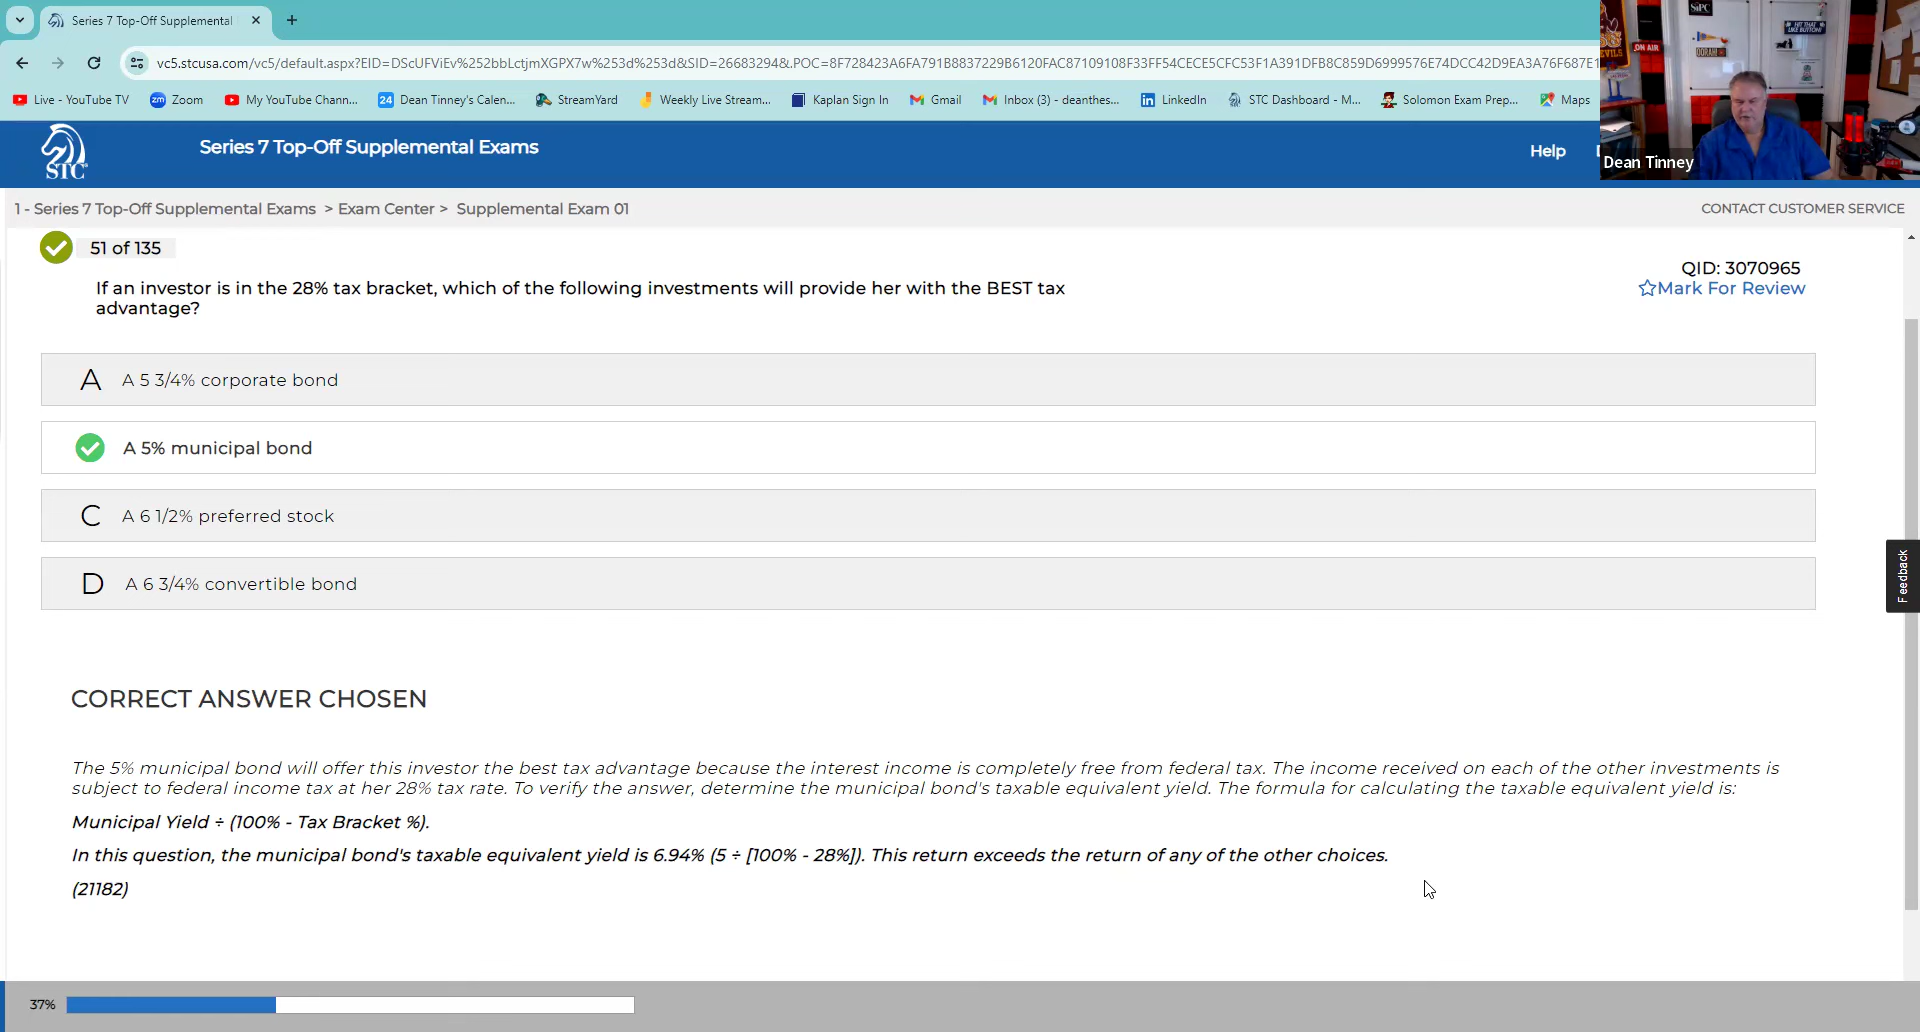 Series 7 Top-Off Supplemental
vc5.stcusa.com/vc5/default.aspx?EID=DScUFViEv%252bbLctjmXGPX7w%253d%253d&SID=26683294&.POC=8F728423A6FA791B8837229B6120FAC87109108F33FF54CECE5CFC53F1A391DFB8C859D6999576E74DCC42D9EA3A76F687E1
Live - YouTube TV
Zoom
My YouTube Chann...
24 Dean Tinney's Calen...
StreamYard
Weekly Live Stream...
Kaplan Sign In
Gmail
Inbox (3) - deanthes...
LinkedIn
STC Dashboard - M...
Solomon Exam Prep...
Maps
SiPC
HIT THAT
LIKE BUTTON!
ON AIR
Dean Tinney
STC
Series 7 Top-Off Supplemental Exams
Help
1 - Series 7 Top-Off Supplemental Exams > Exam Center > Supplemental Exam 01
CONTACT CUSTOMER SERVICE
51 of 135
QID: 3070965
Mark For Review
If an investor is in the 28% tax bracket, which of the following investments will provide her with the BEST tax
advantage?
A A 5 3/4% corporate bond
A 5% municipal bond
C A 6 1/2% preferred stock
D A 6 3/4% convertible bond
Feedback
CORRECT ANSWER CHOSEN
The 5% municipal bond will offer this investor the best tax advantage because the interest income is completely free from federal tax. The income received on each of the other investments is
subject to federal income tax at her 28% tax rate. To verify the answer, determine the municipal bond's taxable equivalent yield. The formula for calculating the taxable equivalent yield is:
Municipal Yield ÷ (100% - Tax Bracket %).
In this question, the municipal bond's taxable equivalent yield is 6.94% (5 ÷ [100% - 28%]). This return exceeds the return of any of the other choices.
(21182)
37%